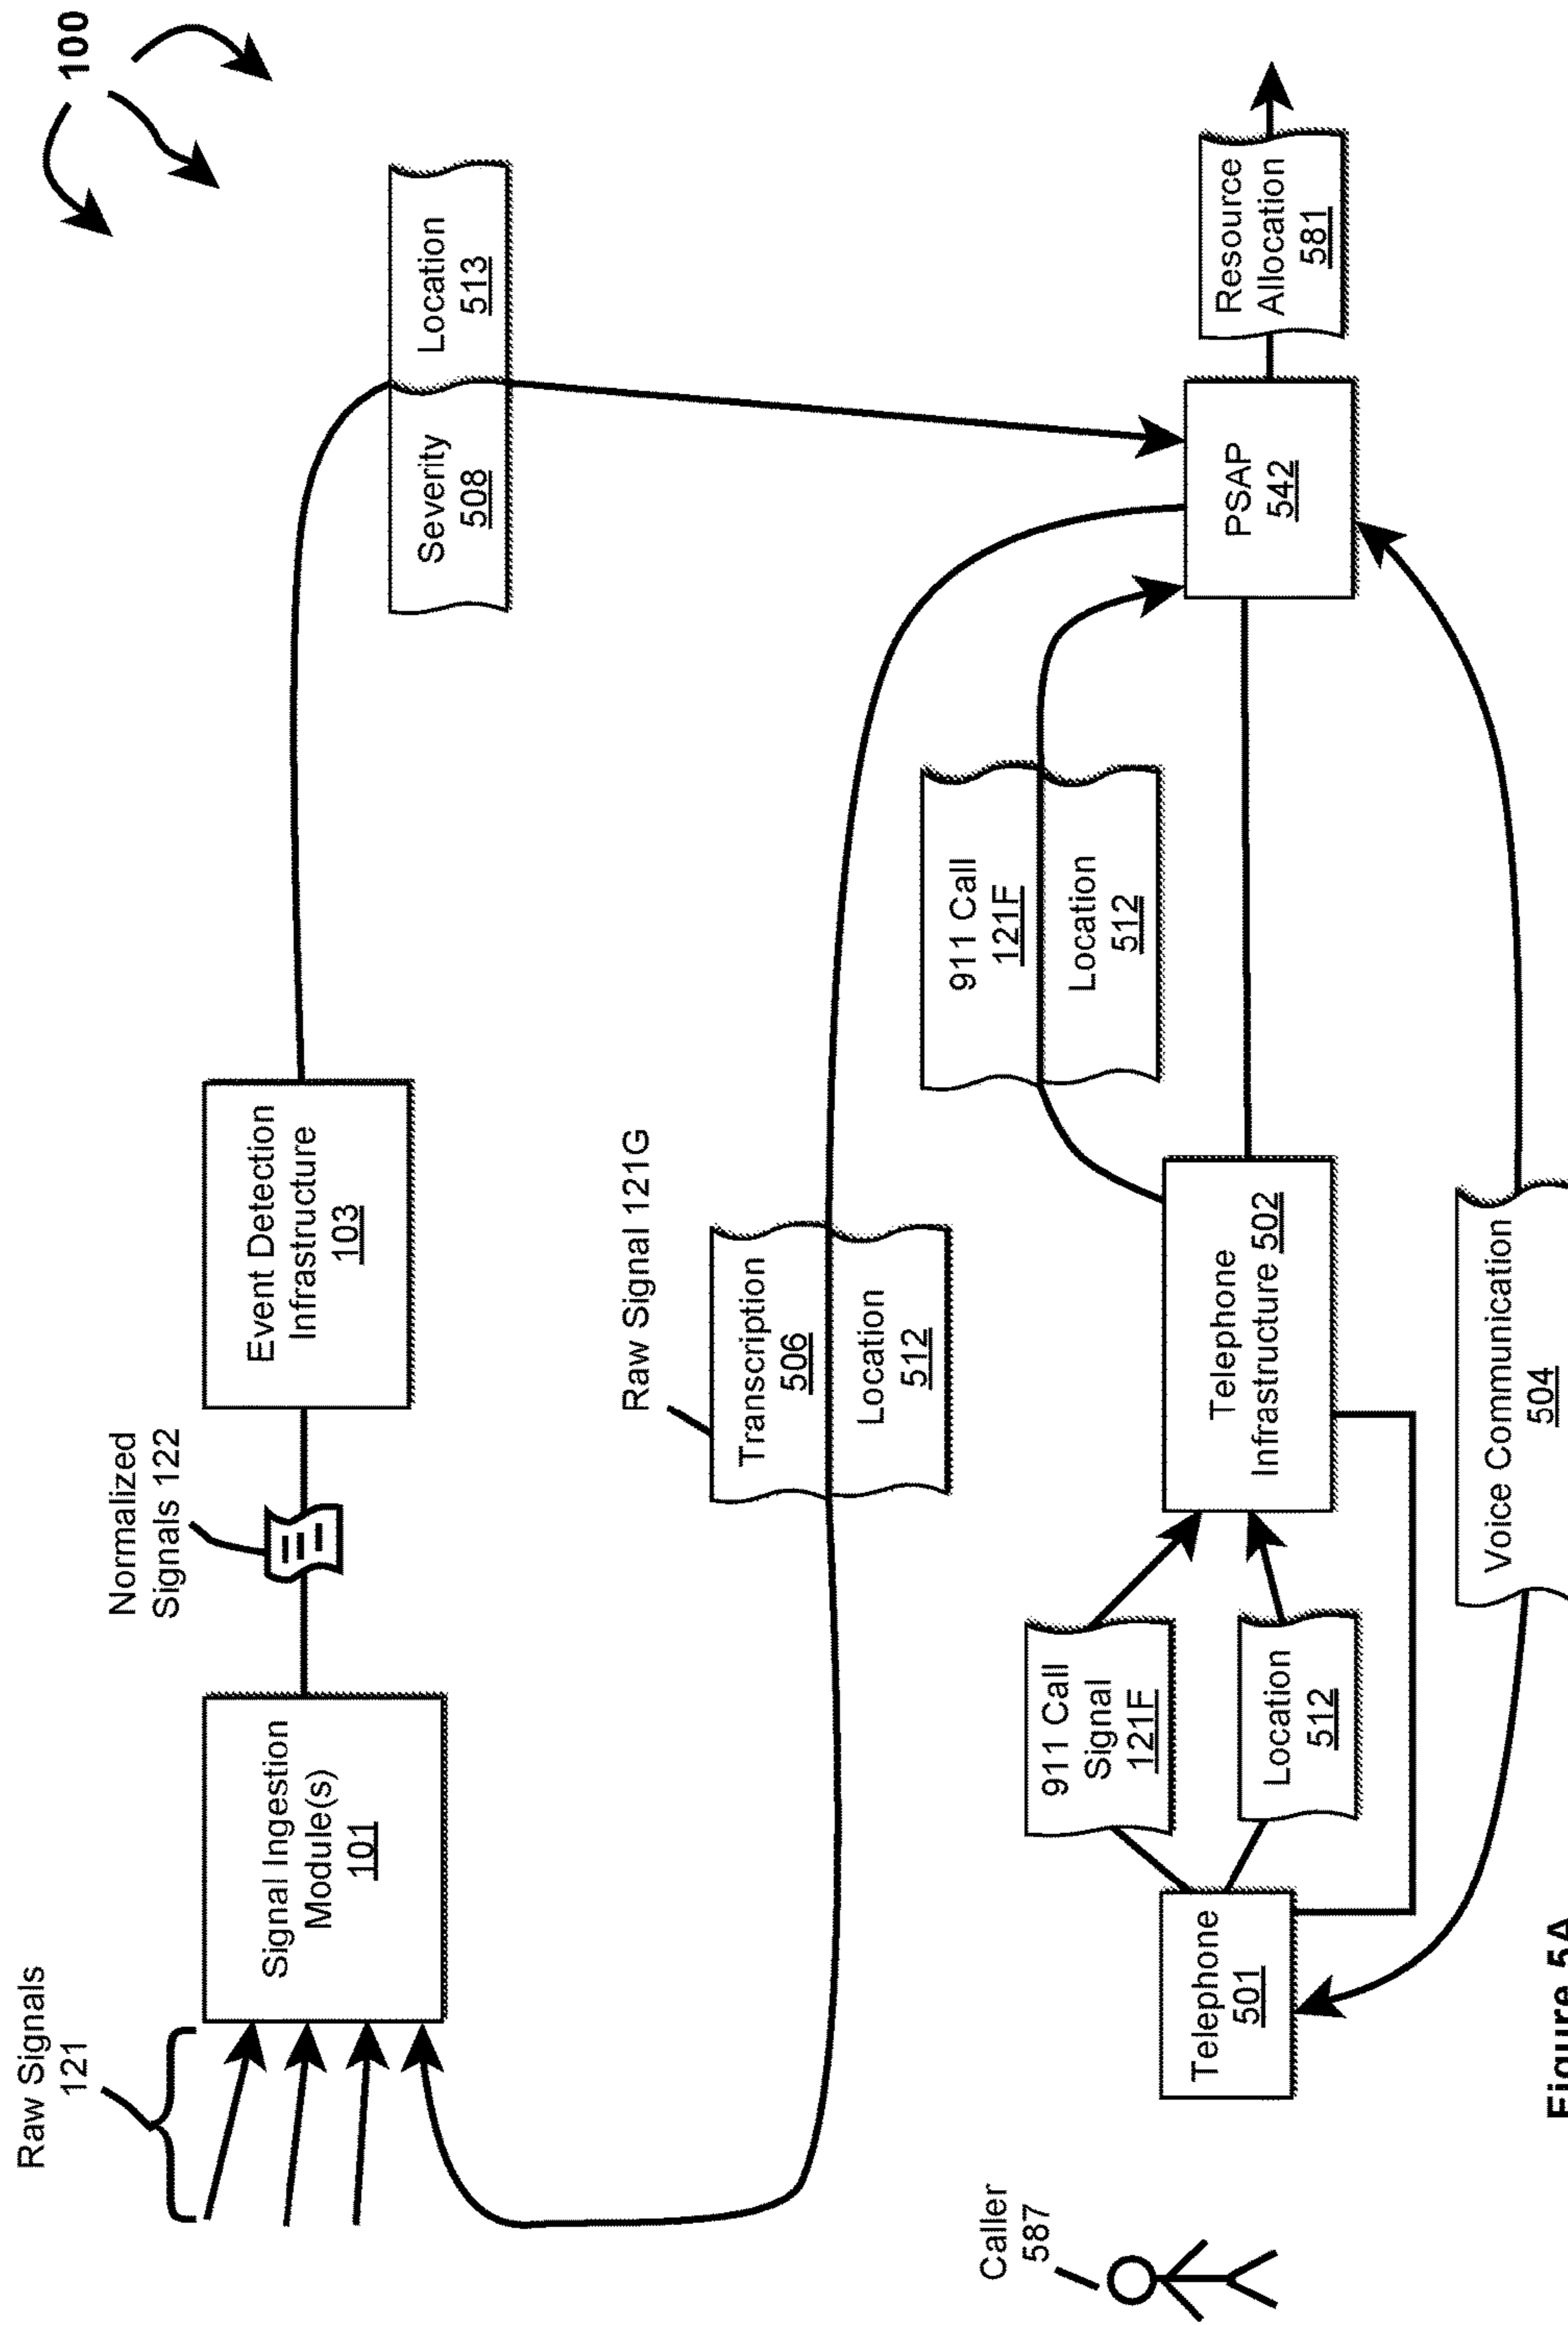 100
Raw Signals
121
Signal Ingestion
Module(s)
101
Normalized
Signals 122
Event Detection
Infrastructure
103
Severity
508
Location
513
Raw Signal 121G
Transcription
506
Location
512
911 Call
121F
Location
512
Caller
587
Telephone
501
911 Call
Signal
121F
Location
512
Telephone
Infrastructure 502
PSAP
542
Resource
Allocation
581
Voice Communication
504
Figure 5A